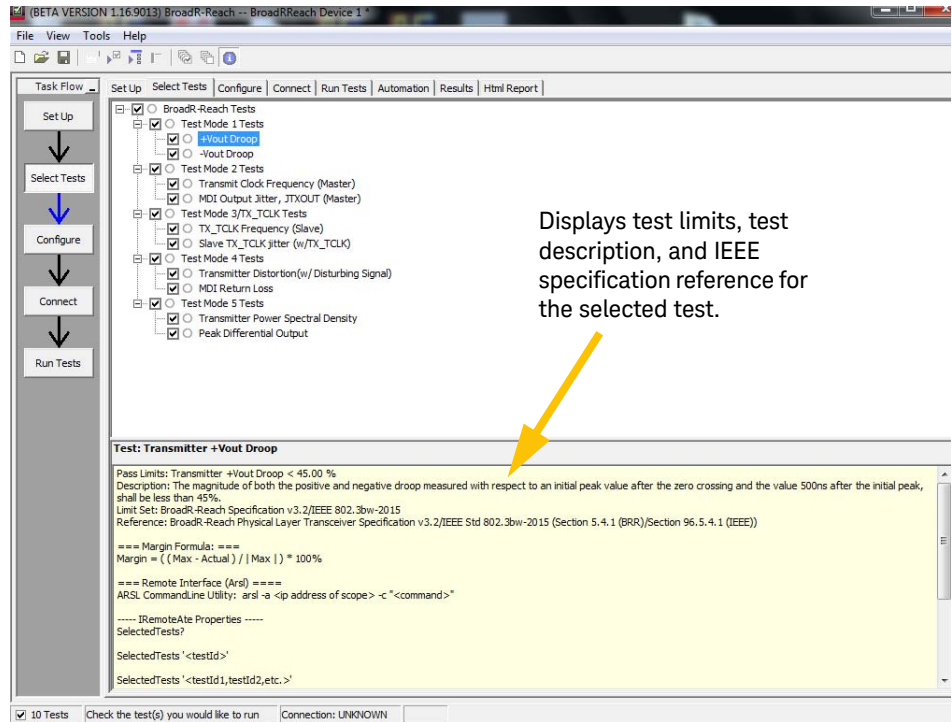 (BETA VERSION 1.16.9013) BroadR-Reach -- BroadRReach Device 1 *
File View Tools Help
Task Flow
Set Up Select Tests Configure Connect Run Tests Automation Results Html Report
Set Up
Select Tests
Configure
Connect
Run Tests
BroadR-Reach Tests
Test Mode 1 Tests
+Vout Droop
-Vout Droop
Test Mode 2 Tests
Transmit Clock Frequency (Master)
MDI Output Jitter, JTXOUT (Master)
Test Mode 3/TX_TCLK Tests
TX_TCLK Frequency (Slave)
Slave TX_TCLK jitter (w/TX_TCLK)
Test Mode 4 Tests
Transmitter Distortion(w/ Disturbing Signal)
MDI Return Loss
Test Mode 5 Tests
Transmitter Power Spectral Density
Peak Differential Output
Displays test limits, test
description, and IEEE
specification reference for
the selected test.
Test: Transmitter +Vout Droop
Pass Limits: Transmitter +Vout Droop < 45.00 %
Description: The magnitude of both the positive and negative droop measured with respect to an initial peak value after the zero crossing and the value 500ns after the initial peak,
shall be less than 45%.
Limit Set: BroadR-Reach Specification v3.2/IEEE 802.3bw-2015
Reference: BroadR-Reach Physical Layer Transceiver Specification v3.2/IEEE Std 802.3bw-2015 (Section 5.4.1 (BRR)/Section 96.5.4.1 (IEEE))
=== Margin Formula: ===
Margin = ( ( Max - Actual ) / | Max | ) * 100%
=== Remote Interface (Arsl) ====
ARSL CommandLine Utility: arsl -a <ip address of scope> -c "<command>"
----- IRemoteAte Properties -----
SelectedTests?
SelectedTests '<testId>'
SelectedTests '<testId1,testId2,etc.>'
10 Tests Check the test(s) you would like to run Connection: UNKNOWN